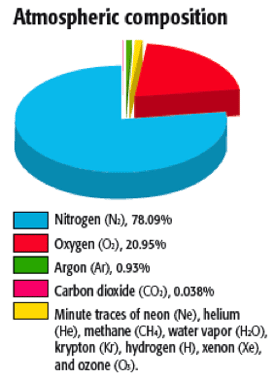 Atmospheric composition
Nitrogen (N₂), 78.09%
Oxygen (O₂), 20.95%
Argon (Ar), 0.93%
Carbon dioxide (CO₂), 0.038%
Minute traces of neon (Ne), helium
(He), methane (CH₄), water vapor (H₂O),
krypton (Kr), hydrogen (H), xenon (Xe),
and ozone (O₃).